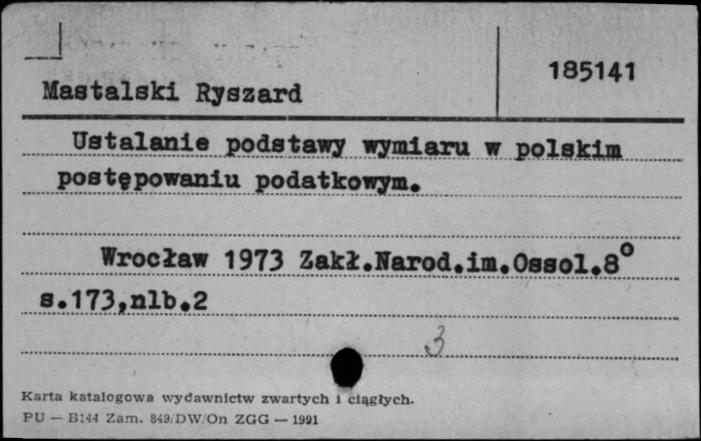 185141
Mastalski Ryszard
Ustalanie podstawy wymiaru w polskim
postępowaniu podatkowym.
Wrocław 1973 Zakł.Narod.im.Ossol.8°
s.173,nlb.2
3
Karta katalogowa wydawnictw zwartych i ciągłych.
PU — B144 Zam. 849/DW/On ZGG — 1991